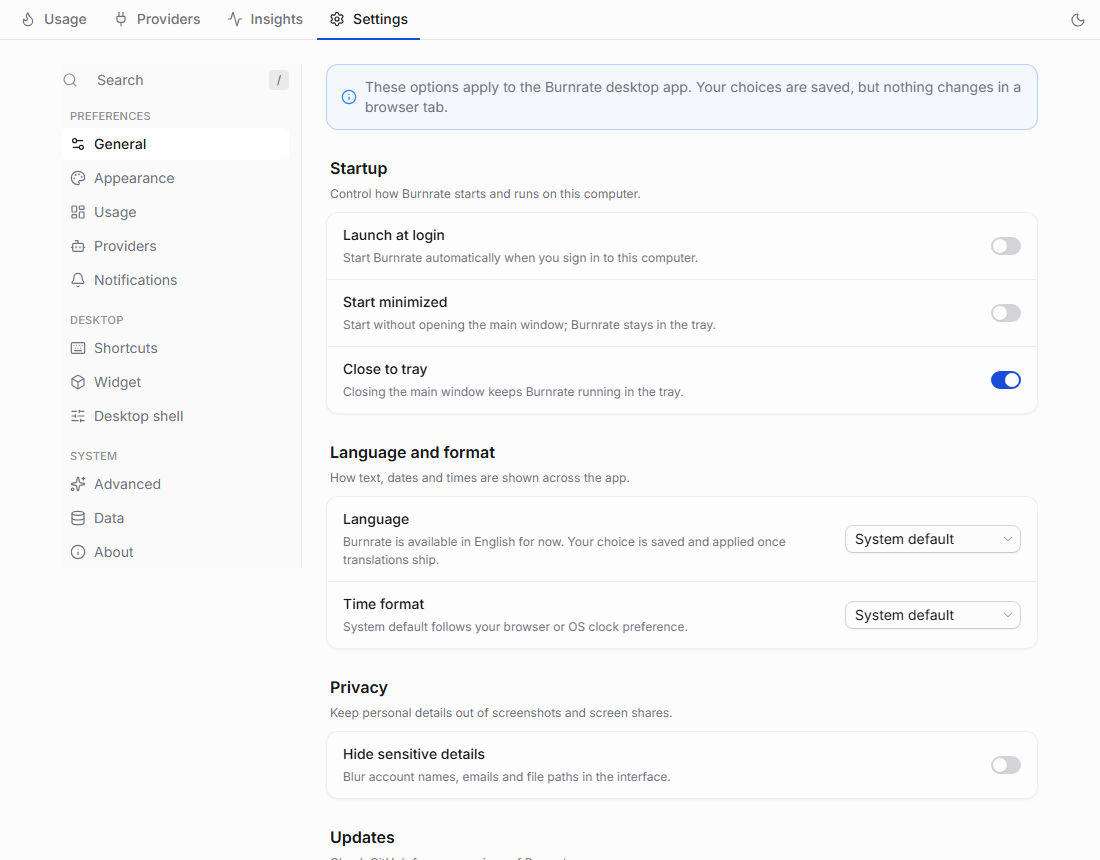 Usage
Providers
Insights
Settings
Search
/
PREFERENCES
General
Appearance
Usage
Providers
Notifications
DESKTOP
Shortcuts
Widget
Desktop shell
SYSTEM
Advanced
Data
About
These options apply to the Burnrate desktop app. Your choices are saved, but nothing changes in a
browser tab.
Startup
Control how Burnrate starts and runs on this computer.
Launch at login
Start Burnrate automatically when you sign in to this computer.
Start minimized
Start without opening the main window; Burnrate stays in the tray.
Close to tray
Closing the main window keeps Burnrate running in the tray.
Language and format
How text, dates and times are shown across the app.
Language
Burnrate is available in English for now. Your choice is saved and applied once
translations ship.
System default
Time format
System default follows your browser or OS clock preference.
System default
Privacy
Keep personal details out of screenshots and screen shares.
Hide sensitive details
Blur account names, emails and file paths in the interface.
Updates